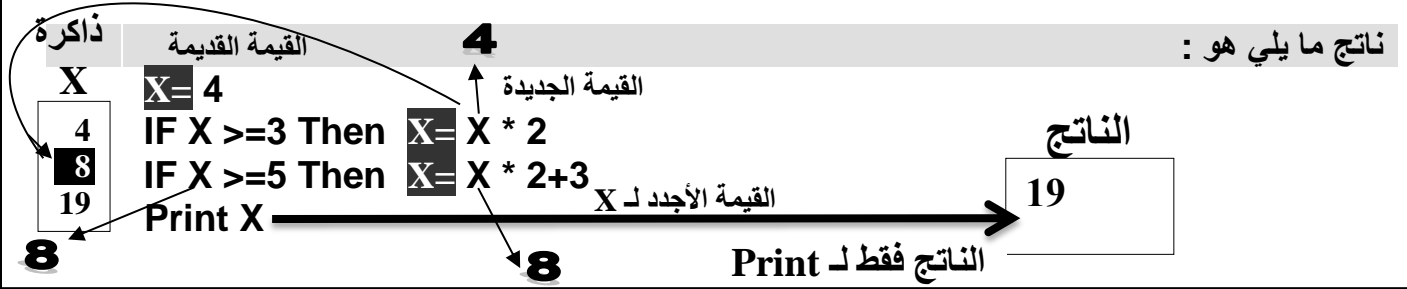 ناتج ما يلي هو :
القيمة القديمة
4
ذاكرة
X
X= 4
القيمة الجديدة
4
IF X >=3 Then X= X * 2
الناتج
8
IF X >=5 Then X= X * 2+3
19
19
Print X
القيمة الأجدد لـ X
8
8
الناتج فقط لـ Print